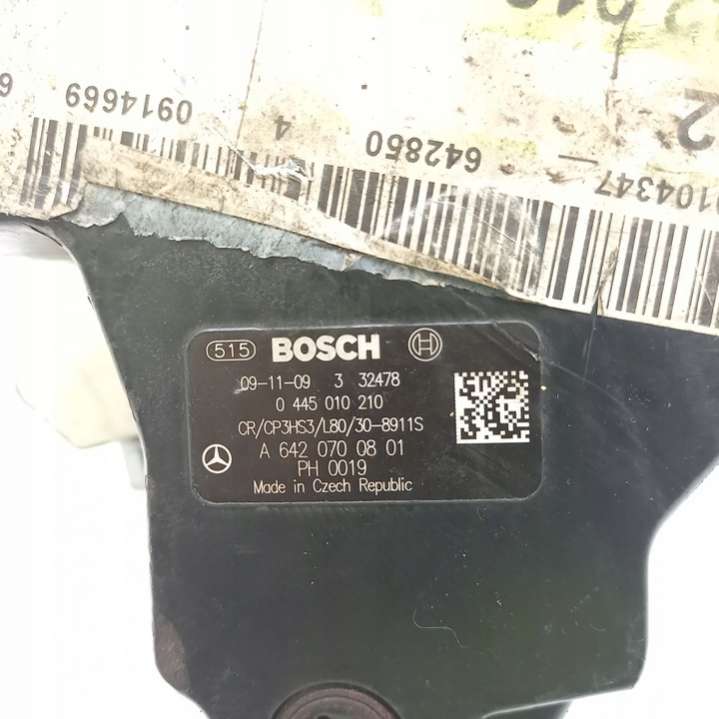 0914669
4
642850
104347
2
515 BOSCH
09-11-09 3 32478
0 445 010 210
CR/CP3HS3/L80/30-8911S
A 642 070 08 01
PH 0019
Made in Czech Republic